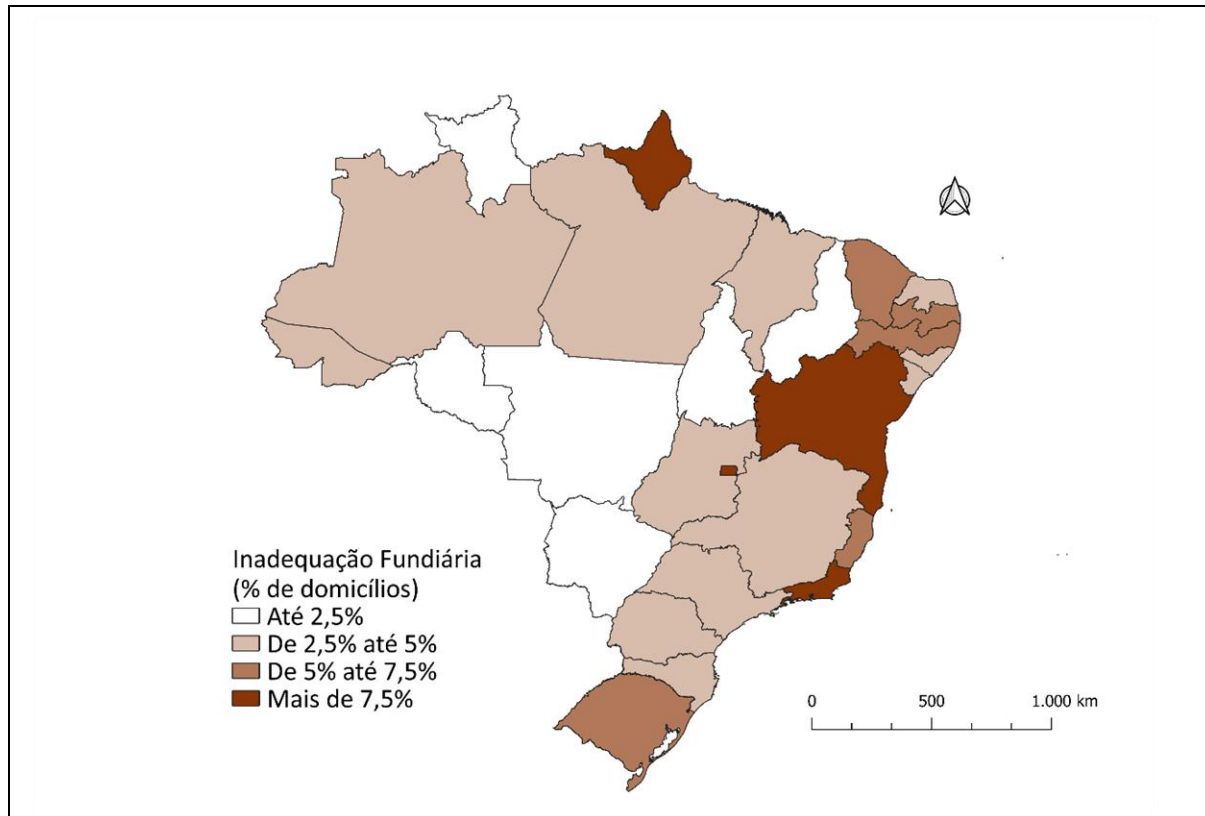 Inadequação Fundiária
(% de domicílios)
Até 2,5%
De 2,5% até 5%
De 5% até 7,5%
Mais de 7,5%
0 500 1.000 km